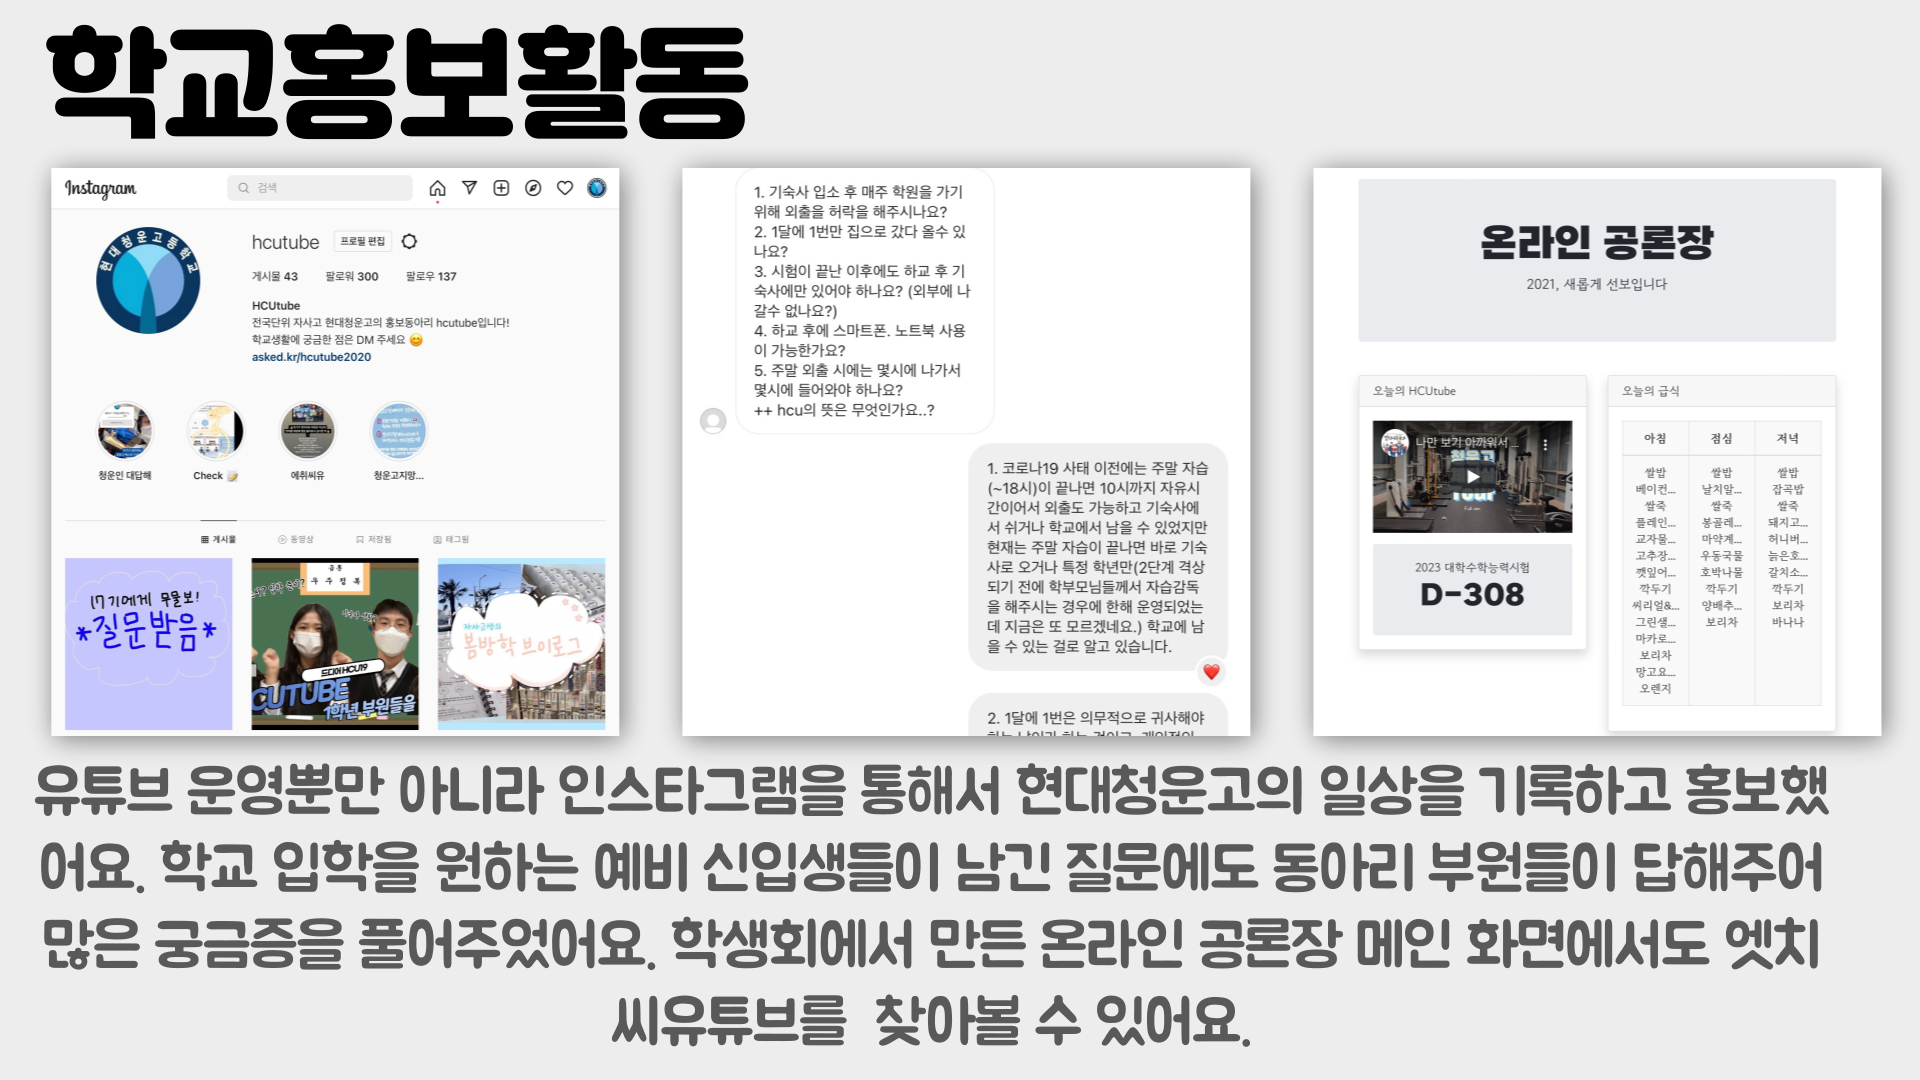 학교홍보활동
Instagram
검색
현대청운고등학교
hcutube 프로필 편집
게시물 43 팔로워 300 팔로우 137
HCUtube
전국단위 자사고 현대청운고의 홍보동아리 hcutube입니다!
학교생활에 궁금한 점은 DM 주세요 😊
asked.kr/hcutube2020
청운인 대답해 Check 📝 에취씨유 청운고지망...
게시물 동영상 저장됨 태그됨
17기에게 무물보!
*질문받음*
급훈
우주정복
드디어HCU19
CUTUBE
1학년 부원들을
자사고생의
봄방학 브이로그
1. 기숙사 입소 후 매주 학원을 가기
위해 외출을 허락을 해주시나요?
2. 1달에 1번만 집으로 갔다 올수 있
나요?
3. 시험이 끝난 이후에도 하교 후 기
숙사에만 있어야 하나요? (외부에 나
갈수 없나요?)
4. 하교 후에 스마트폰. 노트북 사용
이 가능한가요?
5. 주말 외출 시에는 몇시에 나가서
몇시에 들어와야 하나요?
++ hcu의 뜻은 무엇인가요..?
1. 코로나19 사태 이전에는 주말 자습
(~18시)이 끝나면 10시까지 자유시
간이어서 외출도 가능하고 기숙사에
서 쉬거나 학교에서 남을 수 있었지만
현재는 주말 자습이 끝나면 바로 기숙
사로 오거나 특정 학년만(2단계 격상
되기 전에 학부모님들께서 자습감독
을 해주시는 경우에 한해 운영되었는
데 지금은 또 모르겠네요.) 학교에 남
을 수 있는 걸로 알고 있습니다.
2. 1달에 1번은 의무적으로 귀사해야
온라인 공론장
2021, 새롭게 선보입니다
오늘의 HCUtube
나만 보기 아까워서 ...
청운고
Tour
2023 대학수학능력시험
D-308
오늘의 급식
아침 점심 저녁
쌀밥 쌀밥 쌀밥
베이컨... 날치알... 잡곡밥
쌀죽 쌀죽 쌀죽
플레인... 봉골레... 돼지고...
교자물... 마약계... 허니버...
고추장... 우동국물 늙은호...
깻잎어... 호박나물 갈치소...
깍두기 깍두기 깍두기
씨리얼&... 양배추... 보리차
그린샐... 보리차 바나나
마카로...
보리차
망고요...
오렌지
유튜브 운영뿐만 아니라 인스타그램을 통해서 현대청운고의 일상을 기록하고 홍보했
어요. 학교 입학을 원하는 예비 신입생들이 남긴 질문에도 동아리 부원들이 답해주어
많은 궁금증을 풀어주었어요. 학생회에서 만든 온라인 공론장 메인 화면에서도 엣치
씨유튜브를 찾아볼 수 있어요.